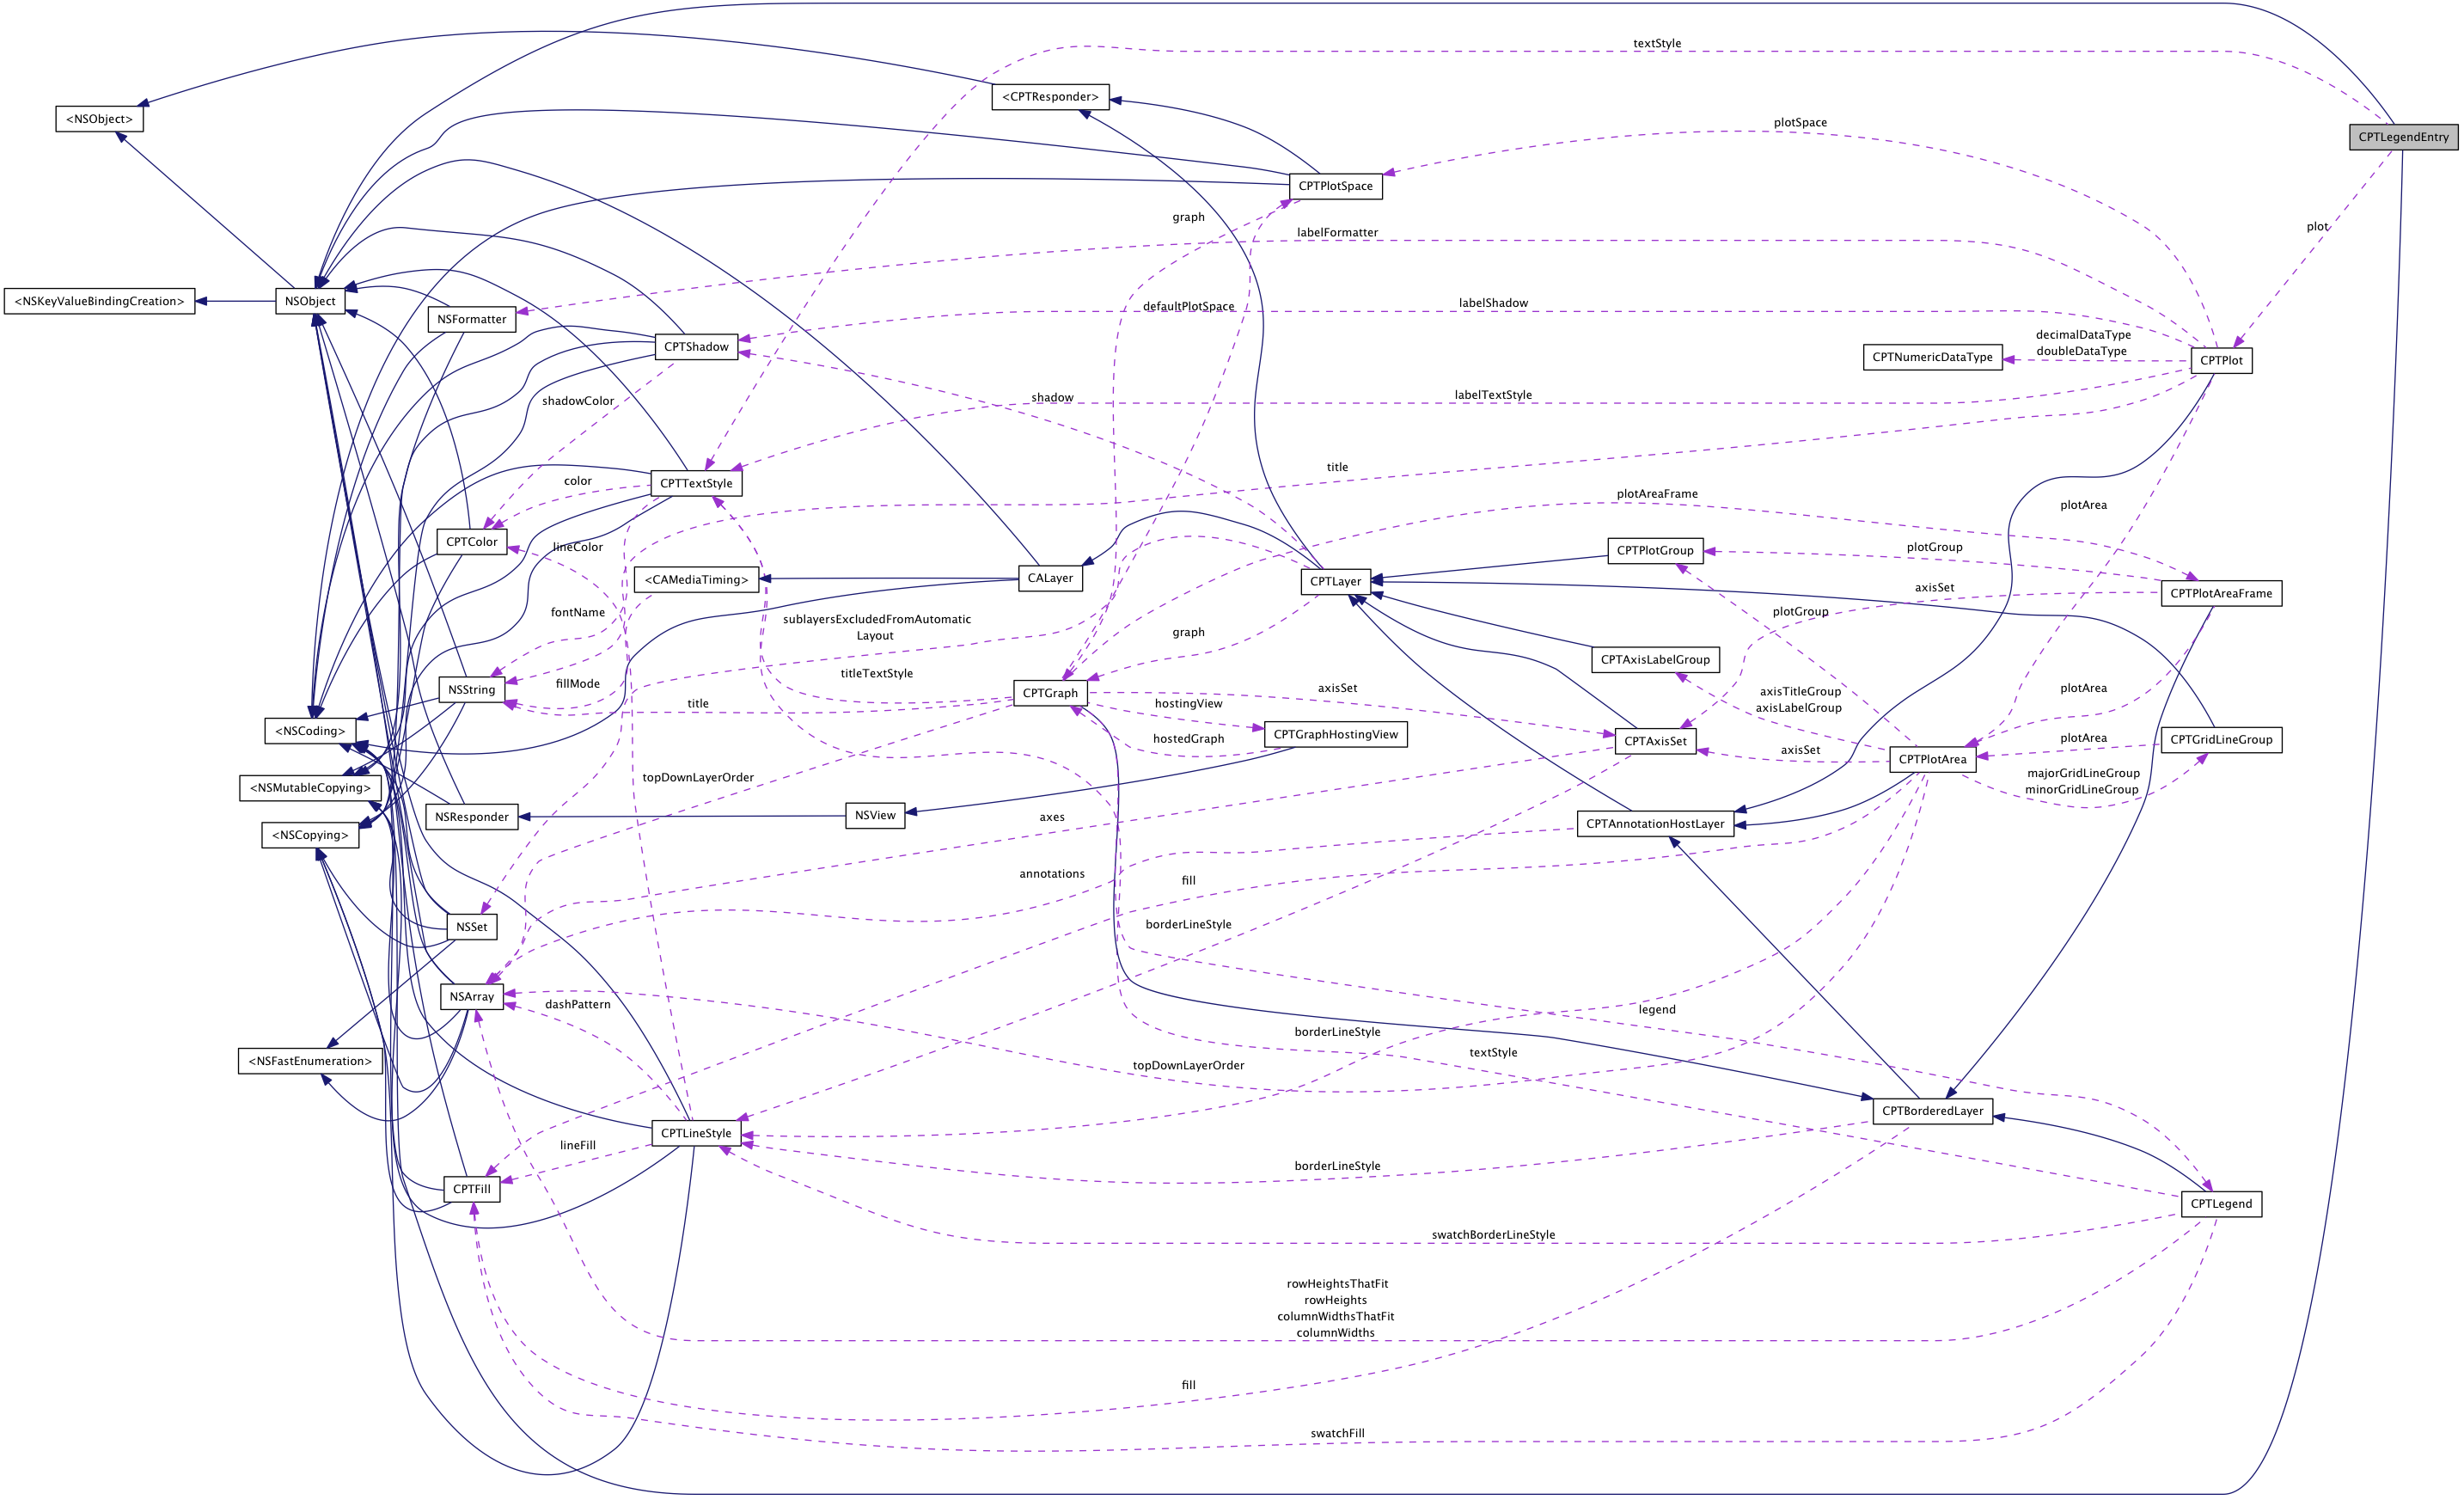 textStyle
<CPTResponder>
<NSObject>
plotSpace
CPTLegendEntry
CPTPlotSpace
graph
plot
labelFormatter
<NSKeyValueBindingCreation>
NSObject
defaultPlotSpace
labelShadow
NSFormatter
decimalDataType
CPTShadow
doubleDataType
CPTNumericDataType
CPTPlot
shadowColor
shadow
labelTextStyle
title
color
CPTTextStyle
plotAreaFrame
plotArea
CPTColor
lineColor
plotGroup
CPTPlotGroup
<CAMediaTiming>
CALayer
CPTLayer
axisSet
CPTPlotAreaFrame
fontName
plotGroup
sublayersExcludedFromAutomatic
Layout
graph
CPTAxisLabelGroup
titleTextStyle
NSString
fillMode
CPTGraph
axisSet
axisTitleGroup
axisLabelGroup
plotArea
title
hostingView
<NSCoding>
CPTGraphHostingView
hostedGraph
CPTAxisSet
axisSet
plotArea
CPTGridLineGroup
CPTPlotArea
topDownLayerOrder
majorGridLineGroup
minorGridLineGroup
<NSMutableCopying>
NSResponder
NSView
axes
CPTAnnotationHostLayer
<NSCopying>
annotations
fill
NSSet
borderLineStyle
NSArray
dashPattern
legend
borderLineStyle
textStyle
<NSFastEnumeration>
topDownLayerOrder
CPTBorderedLayer
CPTLineStyle
lineFill
borderLineStyle
CPTFill
CPTLegend
swatchBorderLineStyle
rowHeightsThatFit
rowHeights
columnWidthsThatFit
columnWidths
fill
swatchFill